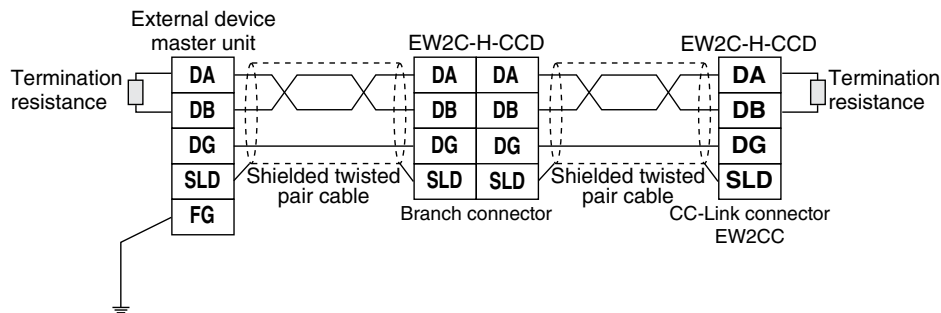 External device
master unit
EW2C-H-CCD
EW2C-H-CCD
Termination
resistance
DA
DB
DG
SLD
FG
Shielded twisted
pair cable
DA DA
DB DB
DG DG
SLD SLD
Branch connector
Shielded twisted
pair cable
DA
DB
DG
SLD
CC-Link connector
EW2CC
Termination
resistance